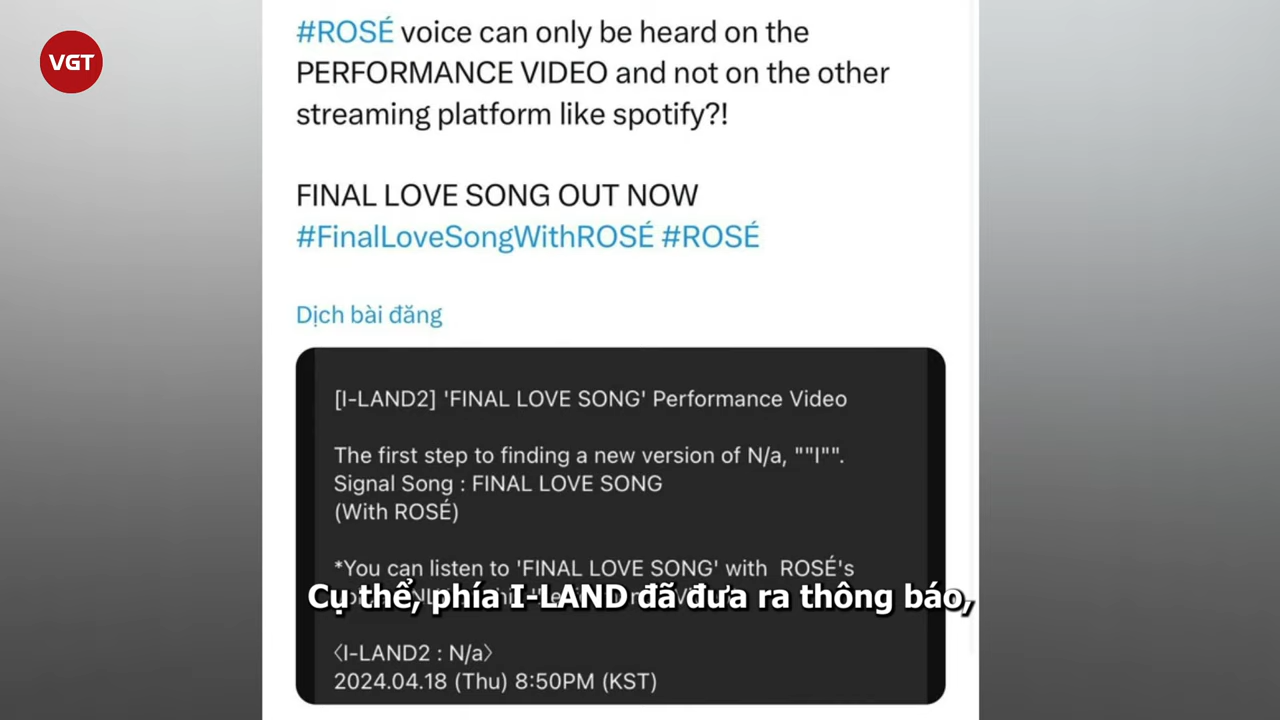 VGT
#ROSÉ voice can only be heard on the
PERFORMANCE VIDEO and not on the other
streaming platform like spotify?!
FINAL LOVE SONG OUT NOW
#FinalLoveSongWithROSÉ #ROSÉ
Dịch bài đăng
[I-LAND2] 'FINAL LOVE SONG' Performance Video
The first step to finding a new version of N/a, ""I"".
Signal Song : FINAL LOVE SONG
(With ROSÉ)
*You can listen to 'FINAL LOVE SONG' with ROSÉ's
Cụ thể, phía I-LAND đã đưa ra thông báo,
〈I-LAND2 : N/a〉
2024.04.18 (Thu) 8:50PM (KST)